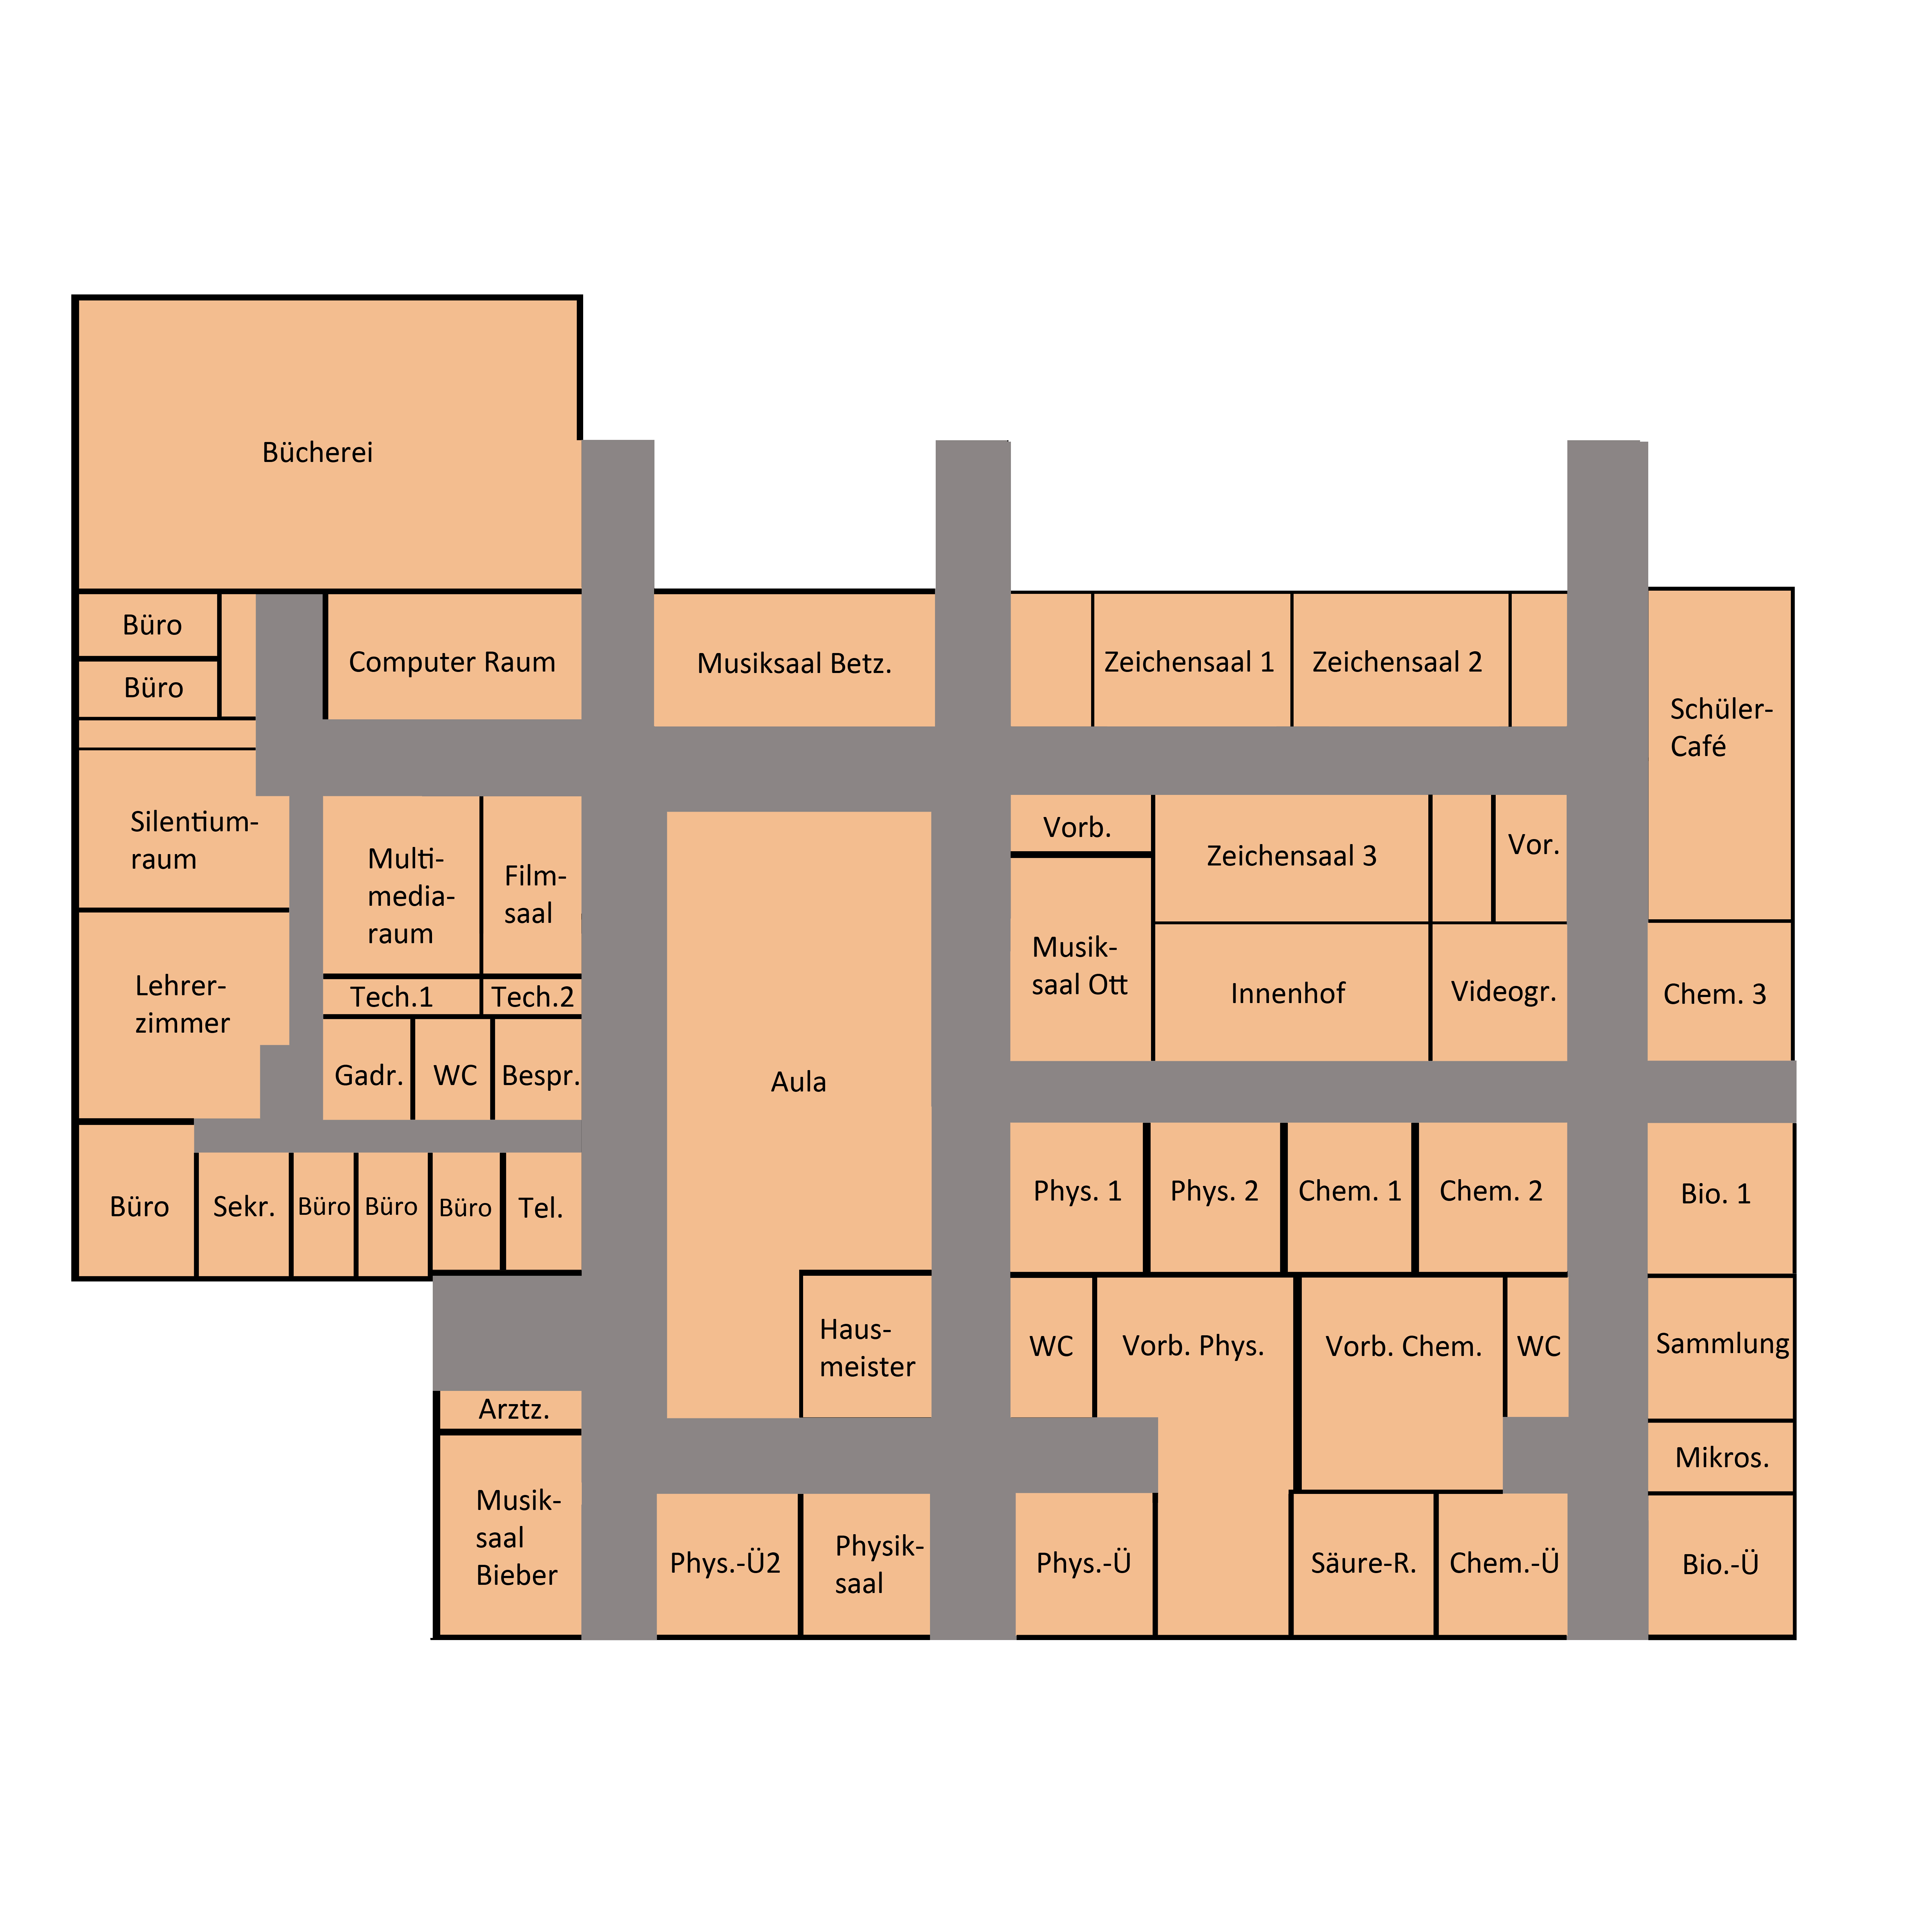 Bücherei
Büro
Computer Raum
Musiksaal Betz.
Zeichensaal 1
Zeichensaal 2
Büro
Schüler-
Café
Silentium-
raum
Multi-
media-
raum
Film-
saal
Vorb.
Zeichensaal 3
Vor.
Lehrer-
zimmer
Tech.1
Tech.2
Musik-
saal Ott
Innenhof
Videogr.
Chem. 3
Gadr.
WC
Bespr.
Aula
Büro
Sekr.
Büro
Büro
Büro
Tel.
Phys. 1
Phys. 2
Chem. 1
Chem. 2
Bio. 1
Haus-
meister
WC
Vorb. Phys.
Vorb. Chem.
WC
Sammlung
Arztz.
Mikros.
Musik-
saal
Bieber
Phys.-Ü2
Physik-
saal
Phys.-Ü
Säure-R.
Chem.-Ü
Bio.-Ü